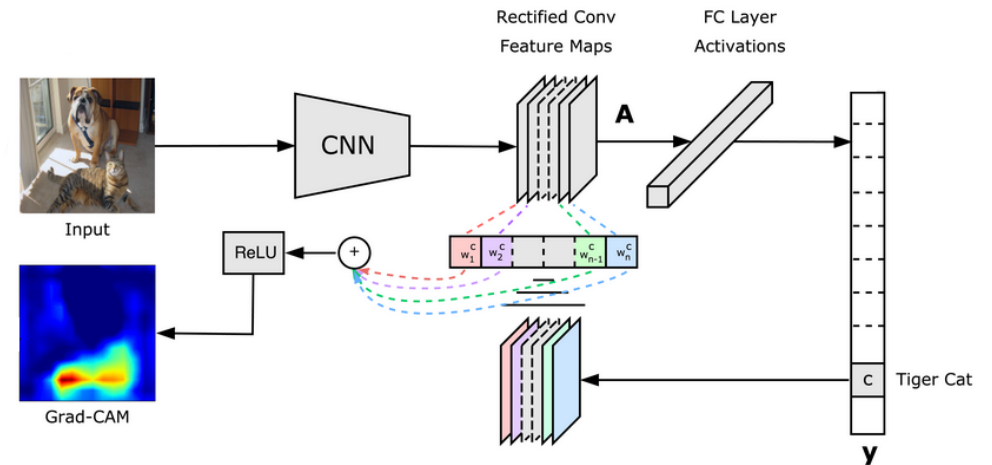 Rectified Conv
Feature Maps
FC Layer
Activations
A
CNN
Input
w₁ᶜ w₂ᶜ wₙ₋₁ᶜ wₙᶜ
ReLU
+
Grad-CAM
c
Tiger Cat
y